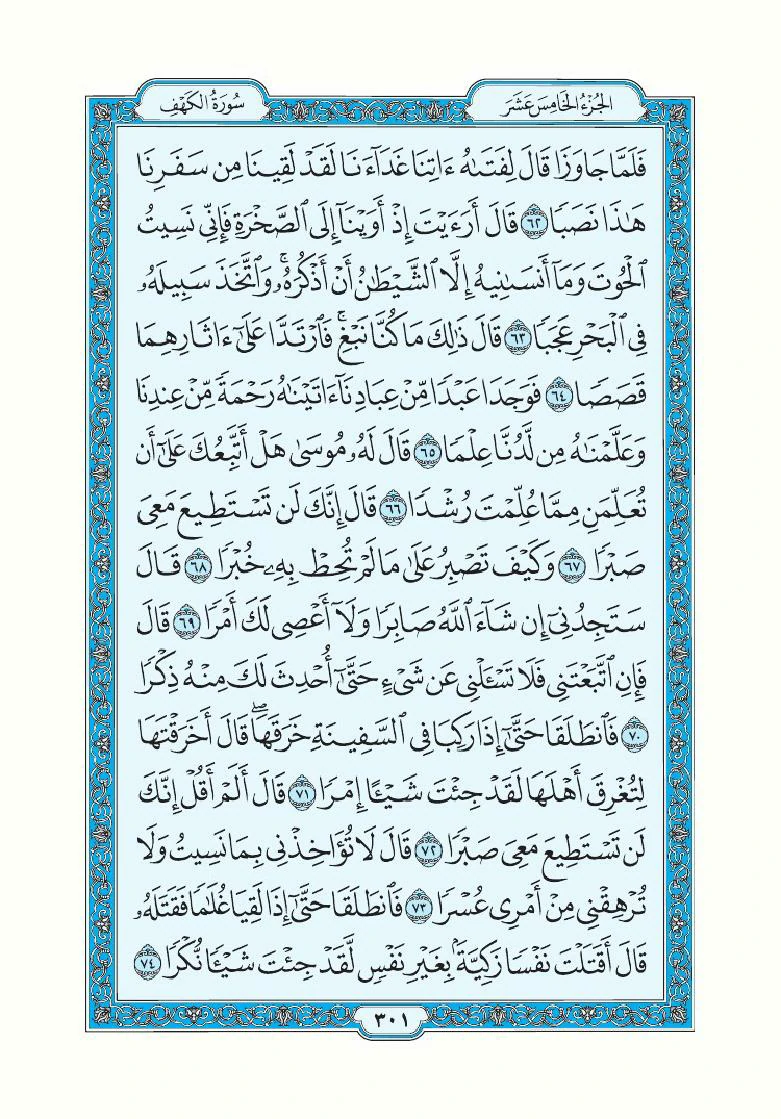 الجُزْءُ الخَامِسَ عَشَرَ
سُورَةُ الكَهْفِ
فَلَمَّا جَاوَزَا قَالَ لِفَتَىٰهُ ءَاتِنَا غَدَآءَنَا لَقَدْ لَقِينَا مِن سَفَرِنَا
هَٰذَا نَصَبًا ٦٢ قَالَ أَرَءَيْتَ إِذْ أَوَيْنَآ إِلَى ٱلصَّخْرَةِ فَإِنِّي نَسِيتُ
ٱلْحُوتَ وَمَآ أَنسَىٰنِيهُ إِلَّا ٱلشَّيْطَٰنُ أَنْ أَذْكُرَهُۥۚ وَٱتَّخَذَ سَبِيلَهُۥ
فِي ٱلْبَحْرِ عَجَبًا ٦٣ قَالَ ذَٰلِكَ مَا كُنَّا نَبْغِۚ فَٱرْتَدَّا عَلَىٰٓ ءَاثَارِهِمَا
قَصَصًا ٦٤ فَوَجَدَا عَبْدًا مِّنْ عِبَادِنَآ ءَاتَيْنَٰهُ رَحْمَةً مِّنْ عِندِنَا
وَعَلَّمْنَٰهُ مِن لَّدُنَّا عِلْمًا ٦٥ قَالَ لَهُۥ مُوسَىٰ هَلْ أَتَّبِعُكَ عَلَىٰٓ أَن
تُعَلِّمَنِ مِمَّا عُلِّمْتَ رُشْدًا ٦٦ قَالَ إِنَّكَ لَن تَسْتَطِيعَ مَعِيَ
صَبْرًا ٦٧ وَكَيْفَ تَصْبِرُ عَلَىٰ مَا لَمْ تُحِطْ بِهِۦ خُبْرًا ٦٨ قَالَ
سَتَجِدُنِيٓ إِن شَآءَ ٱللَّهُ صَابِرًا وَلَآ أَعْصِي لَكَ أَمْرًا ٦٩ قَالَ
فَإِنِ ٱتَّبَعْتَنِي فَلَا تَسْـَٔلْنِي عَن شَيْءٍ حَتَّىٰٓ أُحْدِثَ لَكَ مِنْهُ ذِكْرًا
٧٠ فَٱنطَلَقَا حَتَّىٰٓ إِذَا رَكِبَا فِي ٱلسَّفِينَةِ خَرَقَهَاۖ قَالَ أَخَرَقْتَهَا
لِتُغْرِقَ أَهْلَهَا لَقَدْ جِئْتَ شَيْـًٔا إِمْرًا ٧١ قَالَ أَلَمْ أَقُلْ إِنَّكَ
لَن تَسْتَطِيعَ مَعِيَ صَبْرًا ٧٢ قَالَ لَا تُؤَاخِذْنِي بِمَا نَسِيتُ وَلَا
تُرْهِقْنِي مِنْ أَمْرِي عُسْرًا ٧٣ فَٱنطَلَقَا حَتَّىٰٓ إِذَا لَقِيَا غُلَٰمًا فَقَتَلَهُۥ
قَالَ أَقَتَلْتَ نَفْسًا زَكِيَّةًۢ بِغَيْرِ نَفْسٍ لَّقَدْ جِئْتَ شَيْـًٔا نُّكْرًا ٧٤
٣٠١